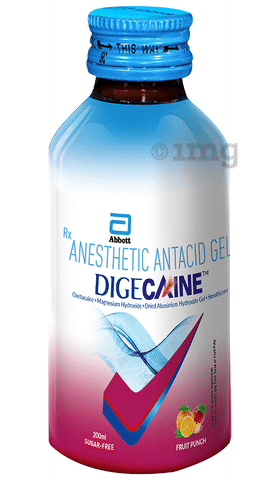 THIS WAY
© 1mg
Abbott
Rx
ANESTHETIC ANTACID GEL
DIGECAINE™
Oxetacaine • Magnesium Hydroxide • Dried Aluminium Hydroxide Gel • Simethicone
200ml
SUGAR-FREE
FRUIT PUNCH